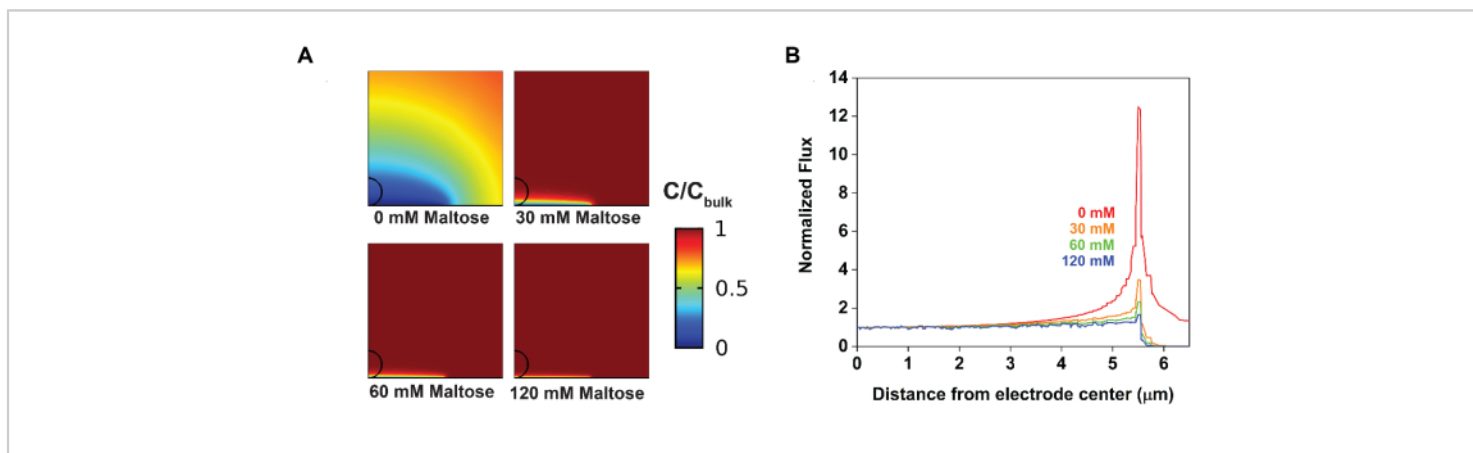 A
0 mM Maltose
30 mM Maltose
60 mM Maltose
120 mM Maltose
C/Cbulk
1
0.5
0
B
14
12
10
8
6
4
2
0
Normalized Flux
0 mM
30 mM
60 mM
120 mM
0 1 2 3 4 5 6
Distance from electrode center (μm)